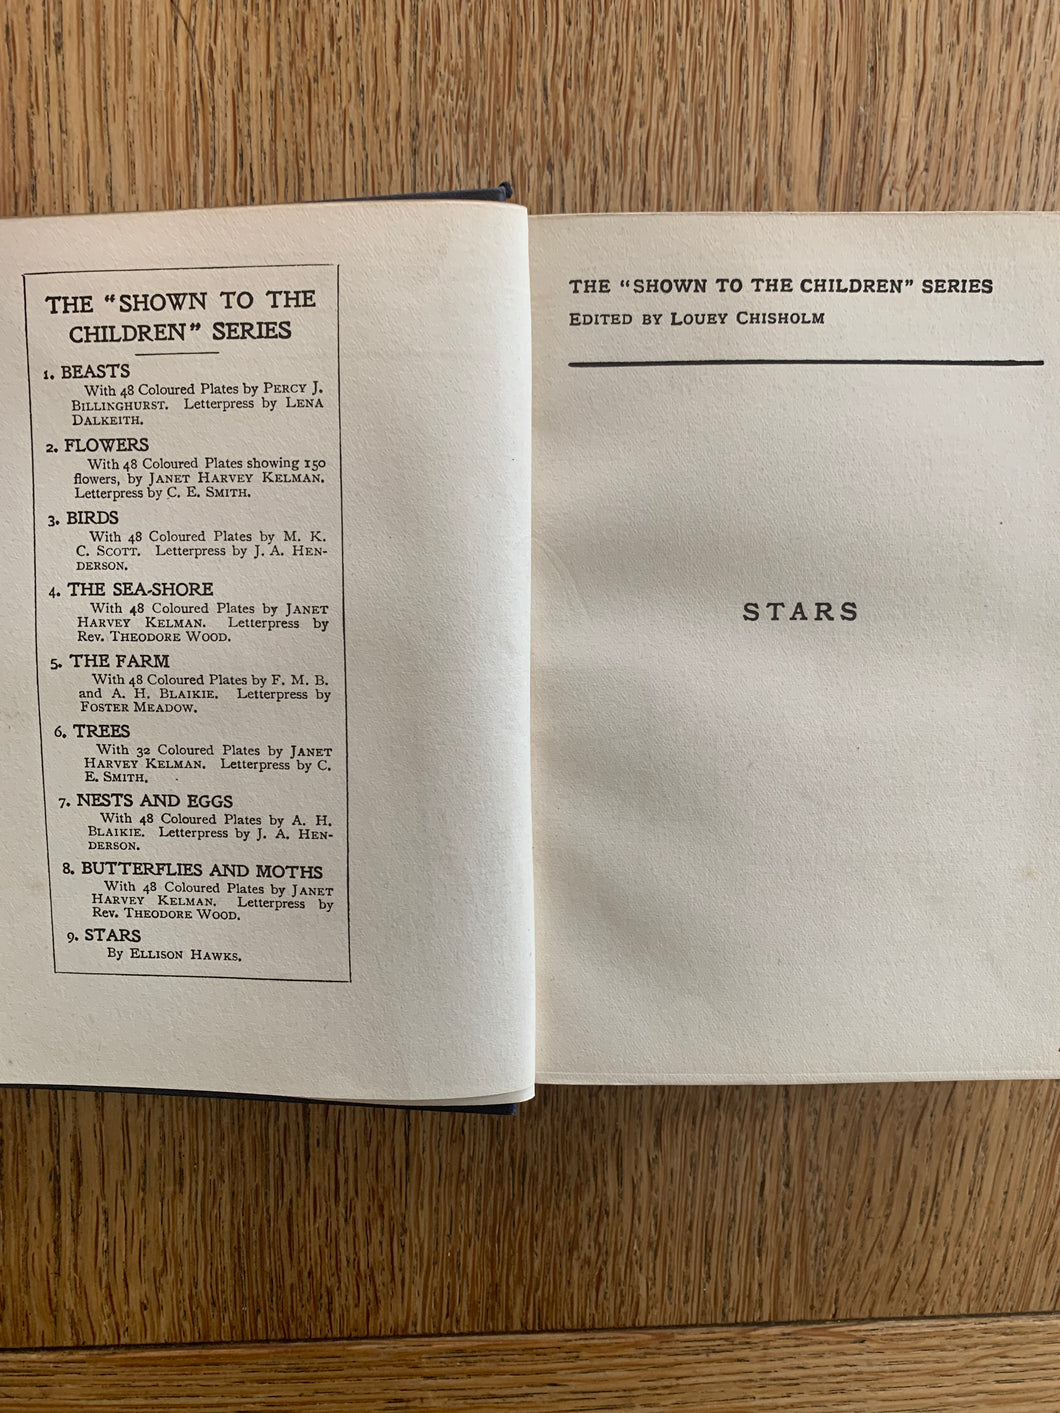 THE "SHOWN TO THE
CHILDREN" SERIES
1. BEASTS
With 48 Coloured Plates by PERCY J.
BILLINGHURST. Letterpress by LENA
DALKEITH.
2. FLOWERS
With 48 Coloured Plates showing 150
flowers, by JANET HARVEY KELMAN.
Letterpress by C. E. SMITH.
3. BIRDS
With 48 Coloured Plates by M. K.
C. SCOTT. Letterpress by J. A. HEN-
DERSON.
4. THE SEA-SHORE
With 48 Coloured Plates by JANET
HARVEY KELMAN. Letterpress by
Rev. THEODORE WOOD.
5. THE FARM
With 48 Coloured Plates by F. M. B.
and A. H. BLAIKIE. Letterpress by
FOSTER MEADOW.
6. TREES
With 32 Coloured Plates by JANET
HARVEY KELMAN. Letterpress by C.
E. SMITH.
7. NESTS AND EGGS
With 48 Coloured Plates by A. H.
BLAIKIE. Letterpress by J. A. HEN-
DERSON.
8. BUTTERFLIES AND MOTHS
With 48 Coloured Plates by JANET
HARVEY KELMAN. Letterpress by
Rev. THEODORE WOOD.
9. STARS
By ELLISON HAWKS.
THE "SHOWN TO THE CHILDREN" SERIES
EDITED BY LOUEY CHISHOLM
STARS